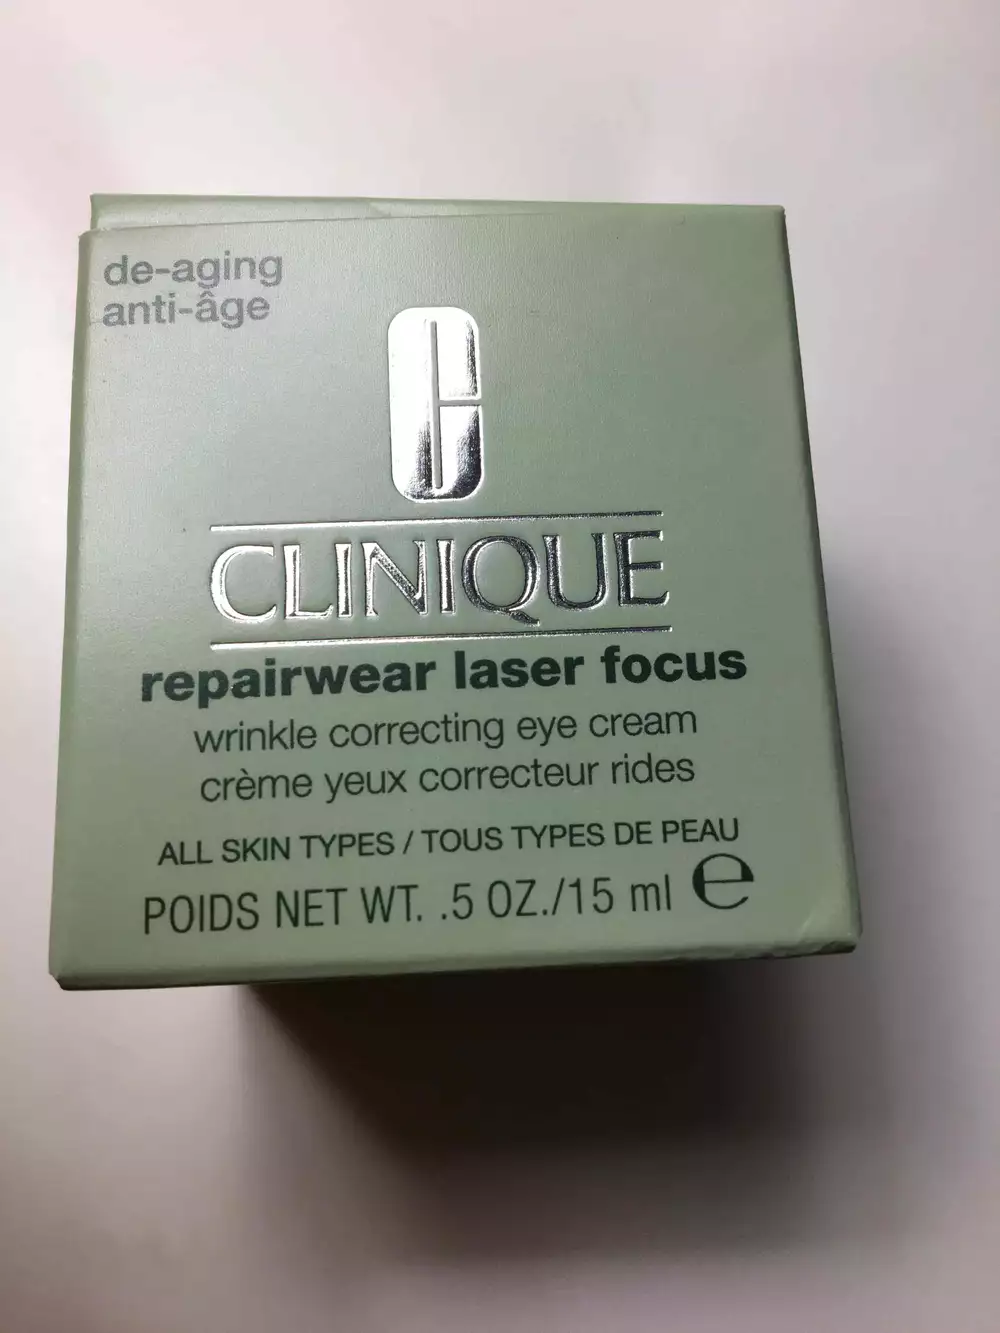 de-aging
anti-âge
C
CLINIQUE
repairwear laser focus
wrinkle correcting eye cream
crème yeux correcteur rides
ALL SKIN TYPES / TOUS TYPES DE PEAU
POIDS NET WT. .5 OZ./15 ml ℮